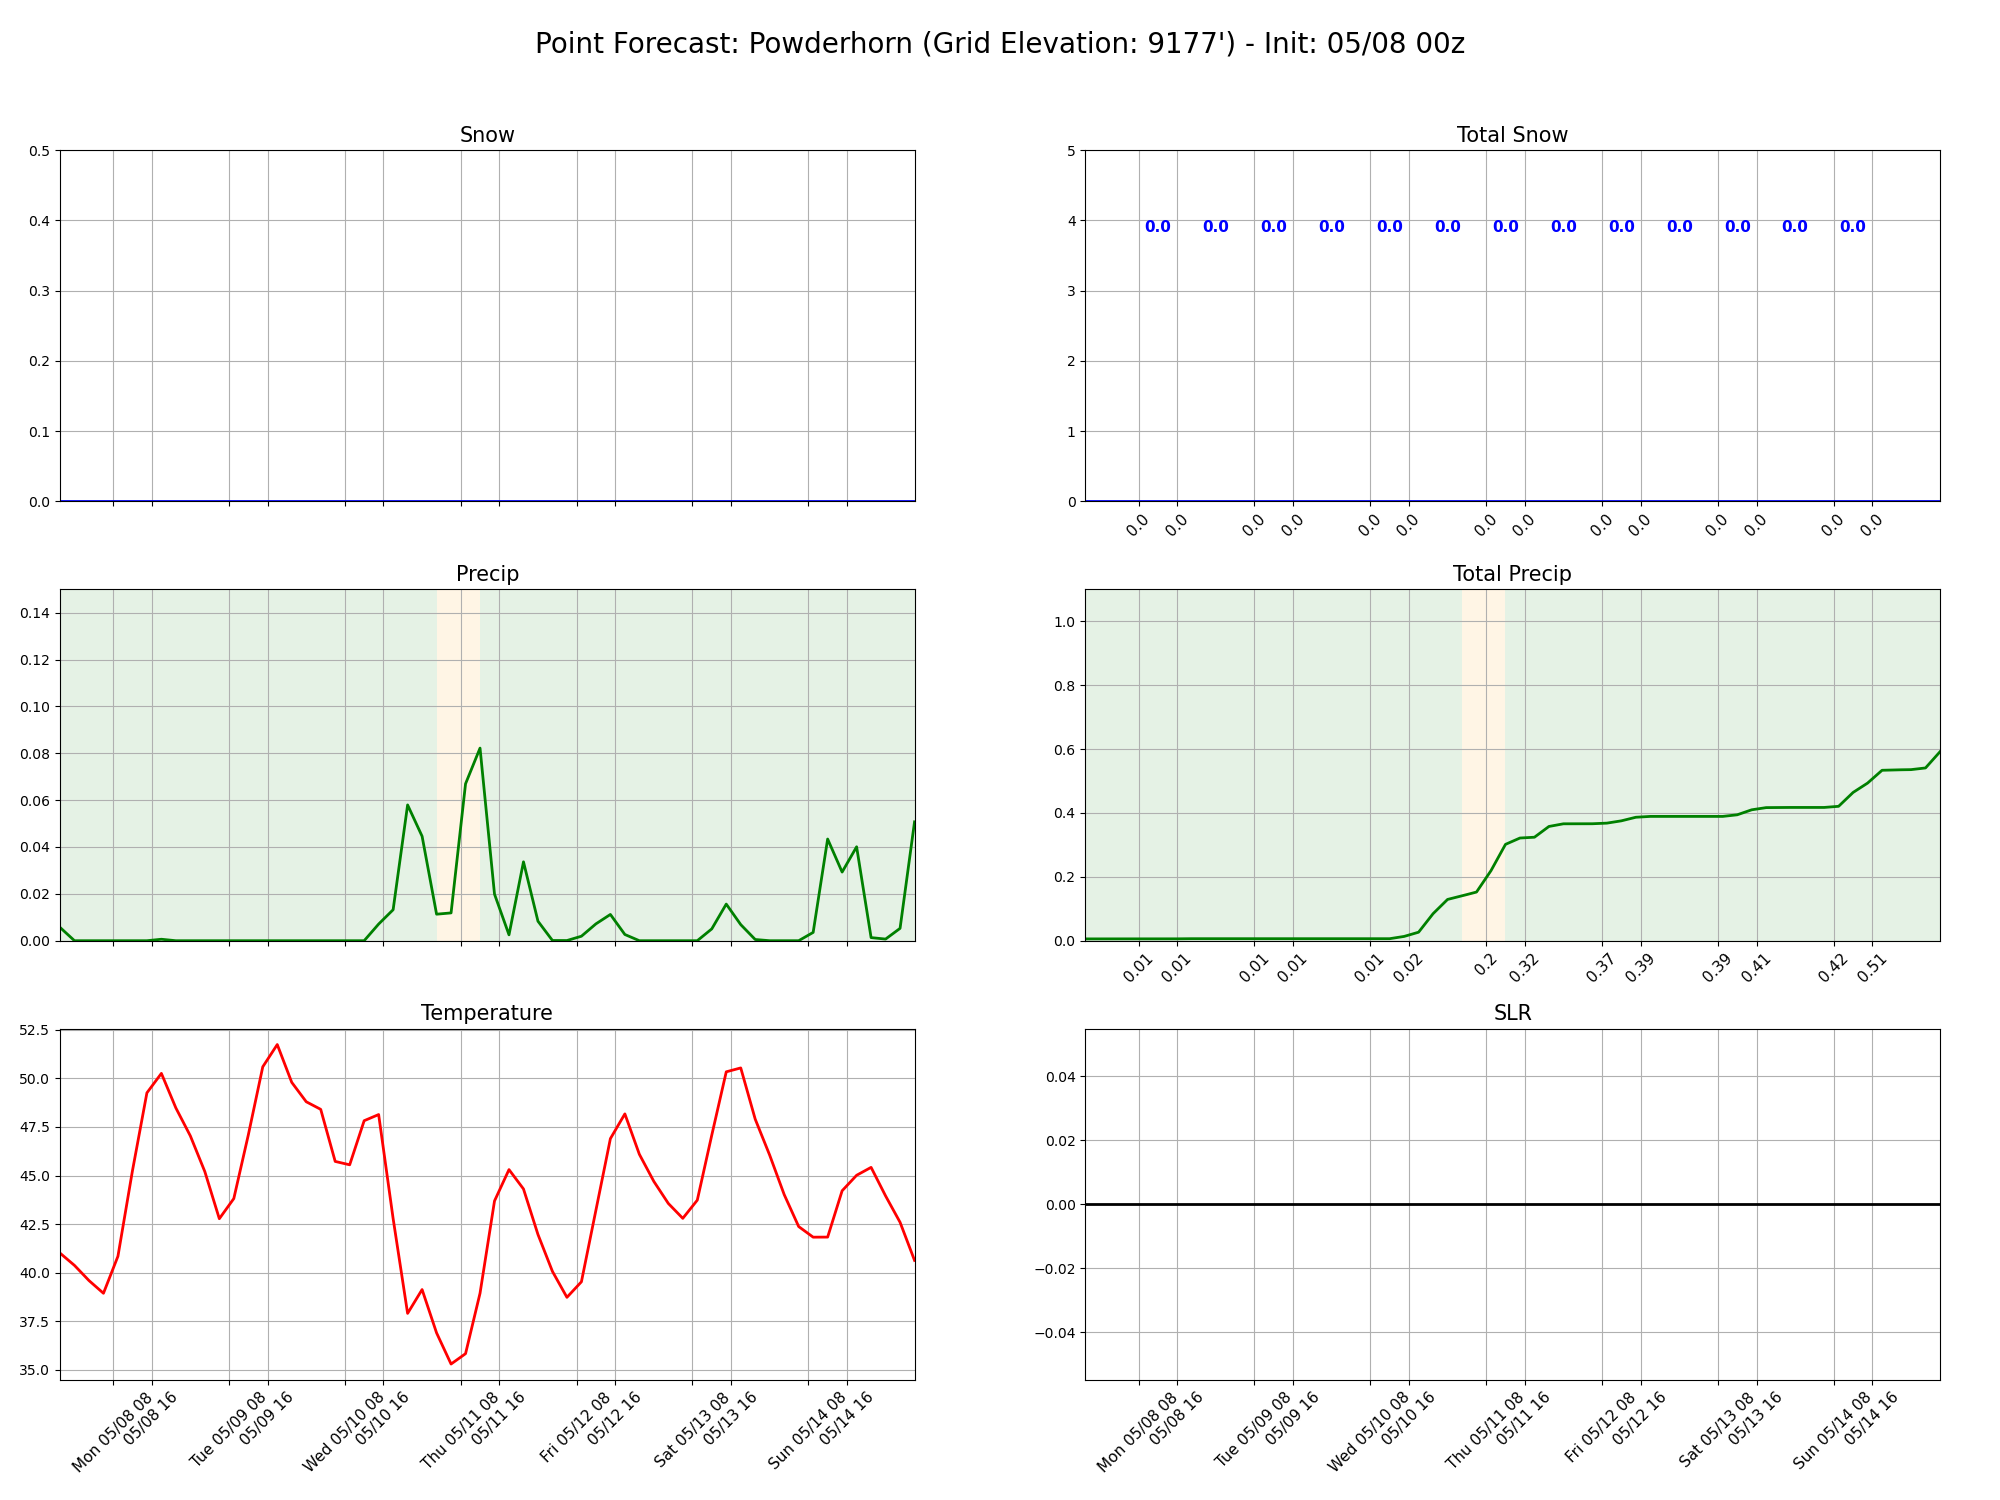 Point Forecast: Powderhorn (Grid Elevation: 9177') - Init: 05/08 00z
Snow
0.5
0.4
0.3
0.2
0.1
0.0
Total Snow
5
4
3
2
1
0
0.0 0.0 0.0 0.0 0.0 0.0 0.0 0.0 0.0 0.0 0.0 0.0 0.0
0.0 0.0 0.0 0.0 0.0 0.0 0.0 0.0 0.0 0.0 0.0 0.0 0.0 0.0
Precip
0.14
0.12
0.10
0.08
0.06
0.04
0.02
0.00
Total Precip
1.0
0.8
0.6
0.4
0.2
0.0
0.01 0.01 0.01 0.01 0.01 0.02 0.2 0.32 0.37 0.39 0.39 0.41 0.42 0.51
Temperature
52.5
50.0
47.5
45.0
42.5
40.0
37.5
35.0
Mon 05/08 08
05/08 16
Tue 05/09 08
05/09 16
Wed 05/10 08
05/10 16
Thu 05/11 08
05/11 16
Fri 05/12 08
05/12 16
Sat 05/13 08
05/13 16
Sun 05/14 08
05/14 16
SLR
0.04
0.02
0.00
−0.02
−0.04
Mon 05/08 08
05/08 16
Tue 05/09 08
05/09 16
Wed 05/10 08
05/10 16
Thu 05/11 08
05/11 16
Fri 05/12 08
05/12 16
Sat 05/13 08
05/13 16
Sun 05/14 08
05/14 16